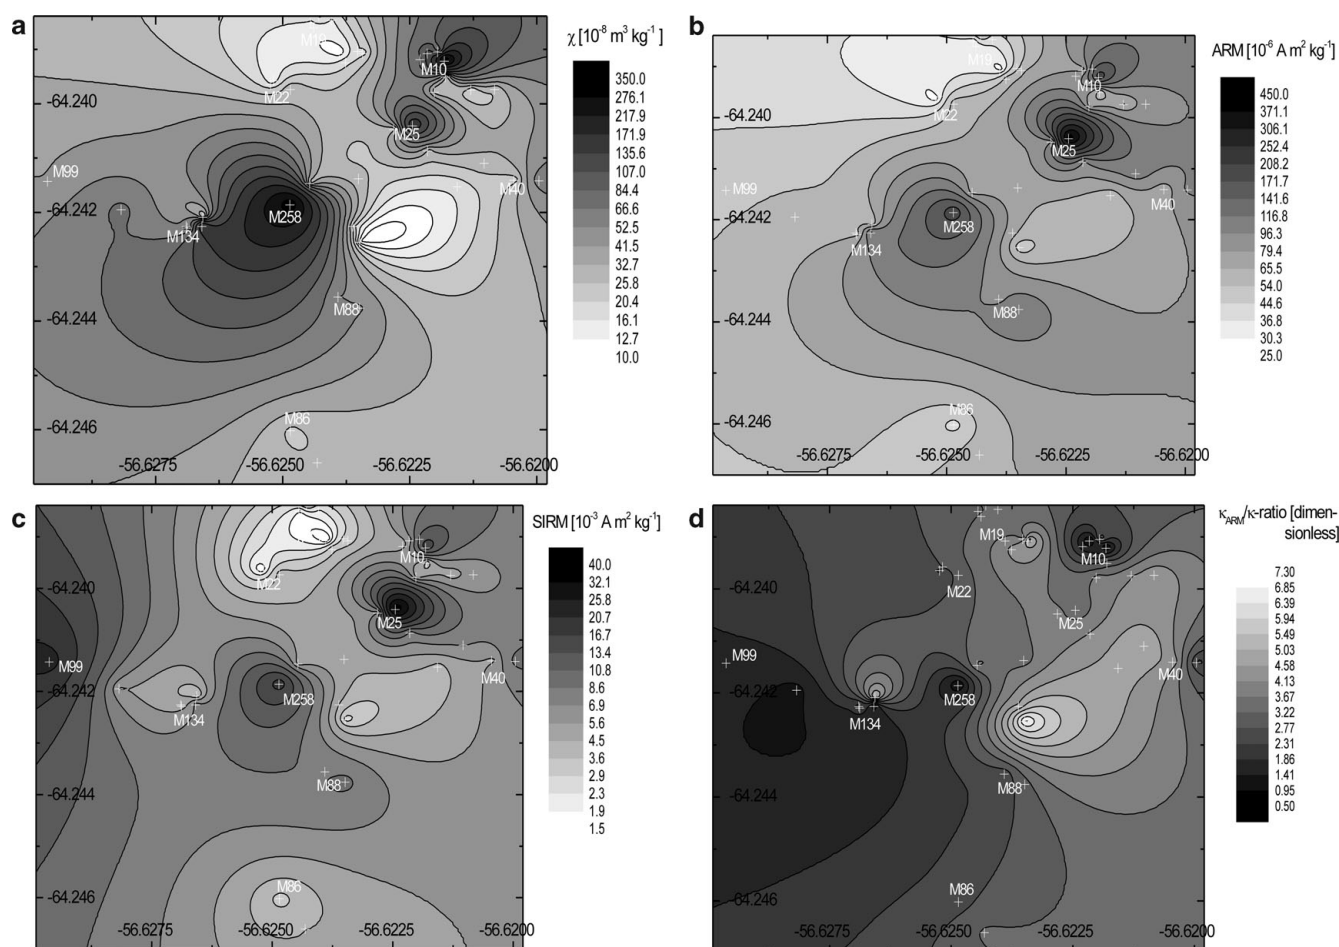 a
χ [10⁻⁸ m³ kg⁻¹ ]
350.0
276.1
217.9
171.9
135.6
107.0
84.4
66.6
52.5
41.5
32.7
25.8
20.4
16.1
12.7
10.0
M19
M10
M22
-64.240
M25
M99
M40
-64.242
M258
M134
M88
-64.244
M86
-64.246
-56.6275
-56.6250
-56.6225
-56.6200
b
ARM [10⁻⁶ A m² kg⁻¹]
450.0
371.1
306.1
252.4
208.2
171.7
141.6
116.8
96.3
79.4
65.5
54.0
44.6
36.8
30.3
25.0
M19
M10
M22
-64.240
M25
M99
M40
-64.242
M258
M134
M88
-64.244
M86
-64.246
-56.6275
-56.6250
-56.6225
-56.6200
c
SIRM [10⁻³ A m² kg⁻¹]
40.0
32.1
25.8
20.7
16.7
13.4
10.8
8.6
6.9
5.6
4.5
3.6
2.9
2.3
1.9
1.5
M10
M22
-64.240
M25
M99
M40
-64.242
M258
M134
M88
-64.244
M86
-64.246
-56.6275
-56.6250
-56.6225
-56.6200
d
κARM/κ-ratio [dimen-
sionless]
7.30
6.85
6.39
5.94
5.49
5.03
4.58
4.13
3.67
3.22
2.77
2.31
1.86
1.41
0.95
0.50
M19
M10
-64.240
M22
M25
M99
M40
-64.242
M258
M134
M88
-64.244
M86
-64.246
-56.6275
-56.6250
-56.6225
-56.6200